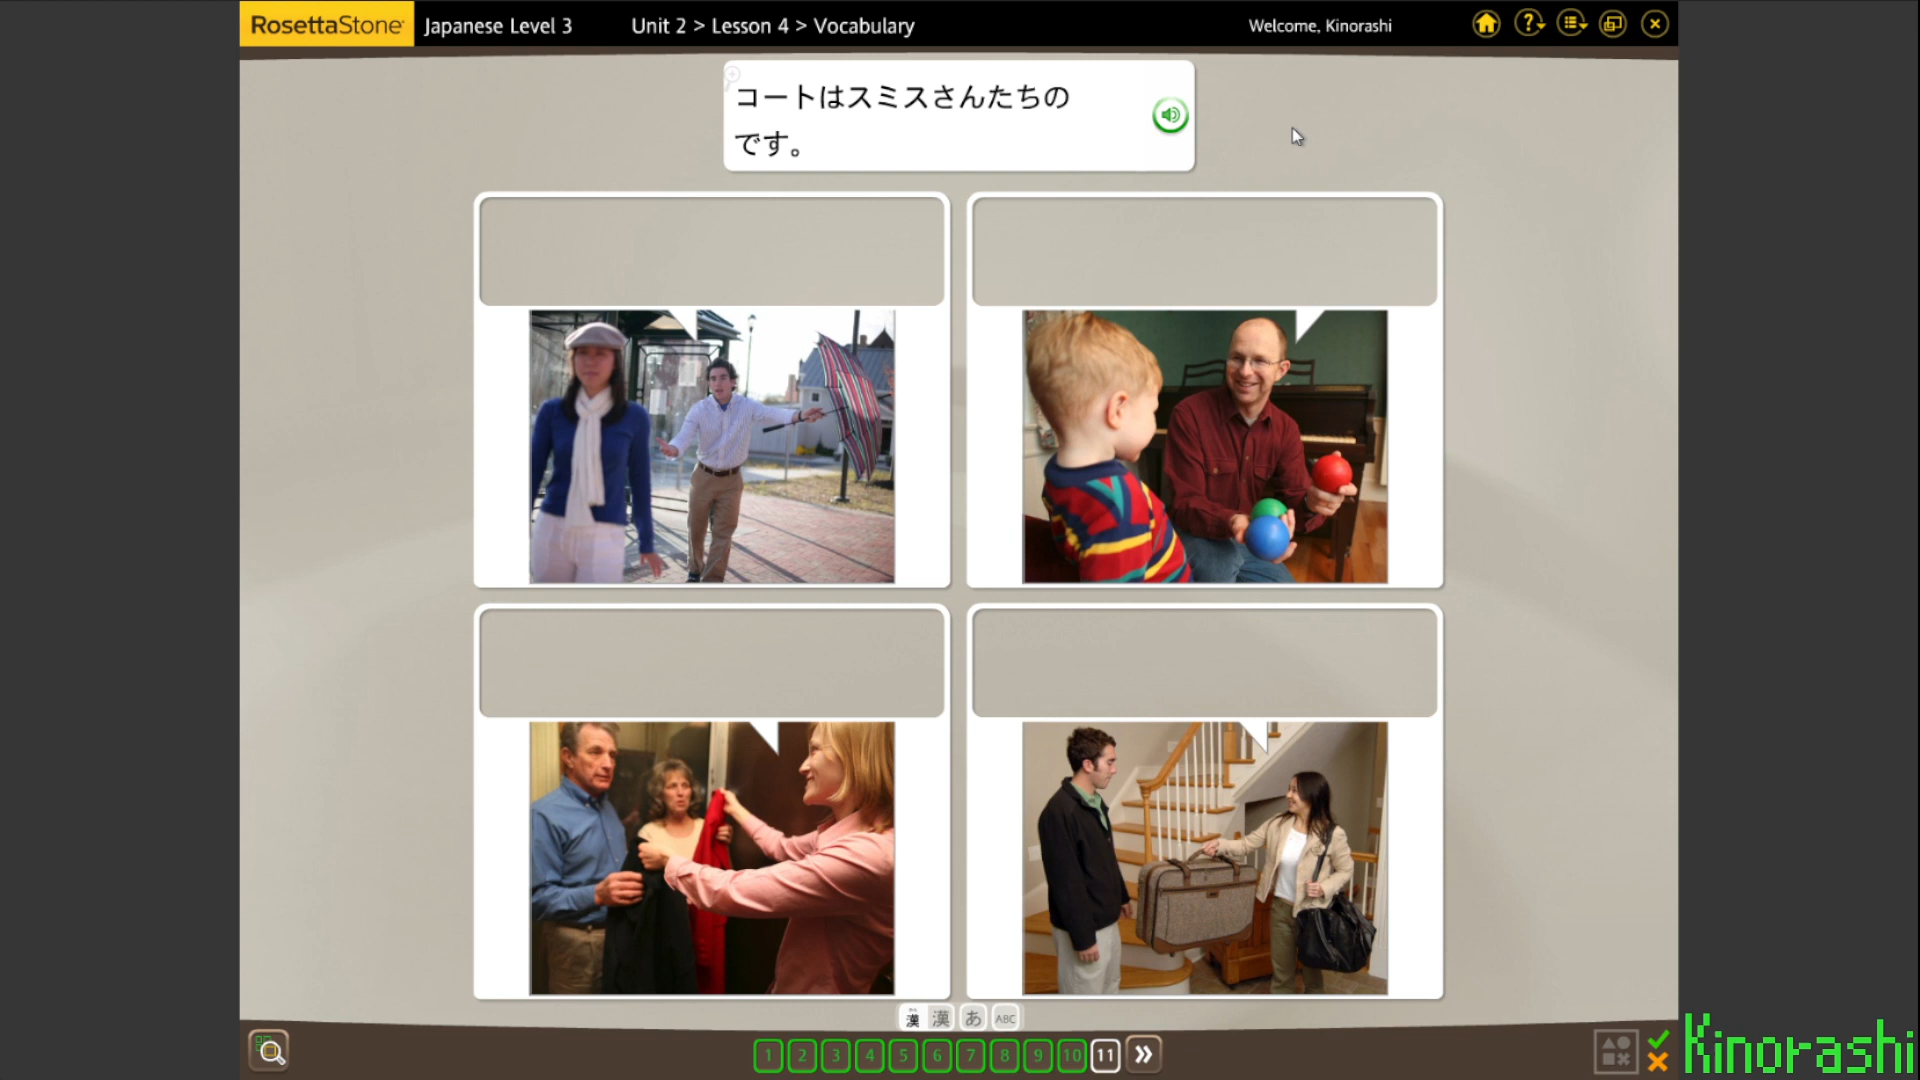 RosettaStone
Japanese Level 3
Unit 2 > Lesson 4 > Vocabulary
Welcome, Kinorashi
コートはスミスさんたちの
です。
漢 漢 あ ABC
1 2 3 4 5 6 7 8 9 10 11
Kinorashi